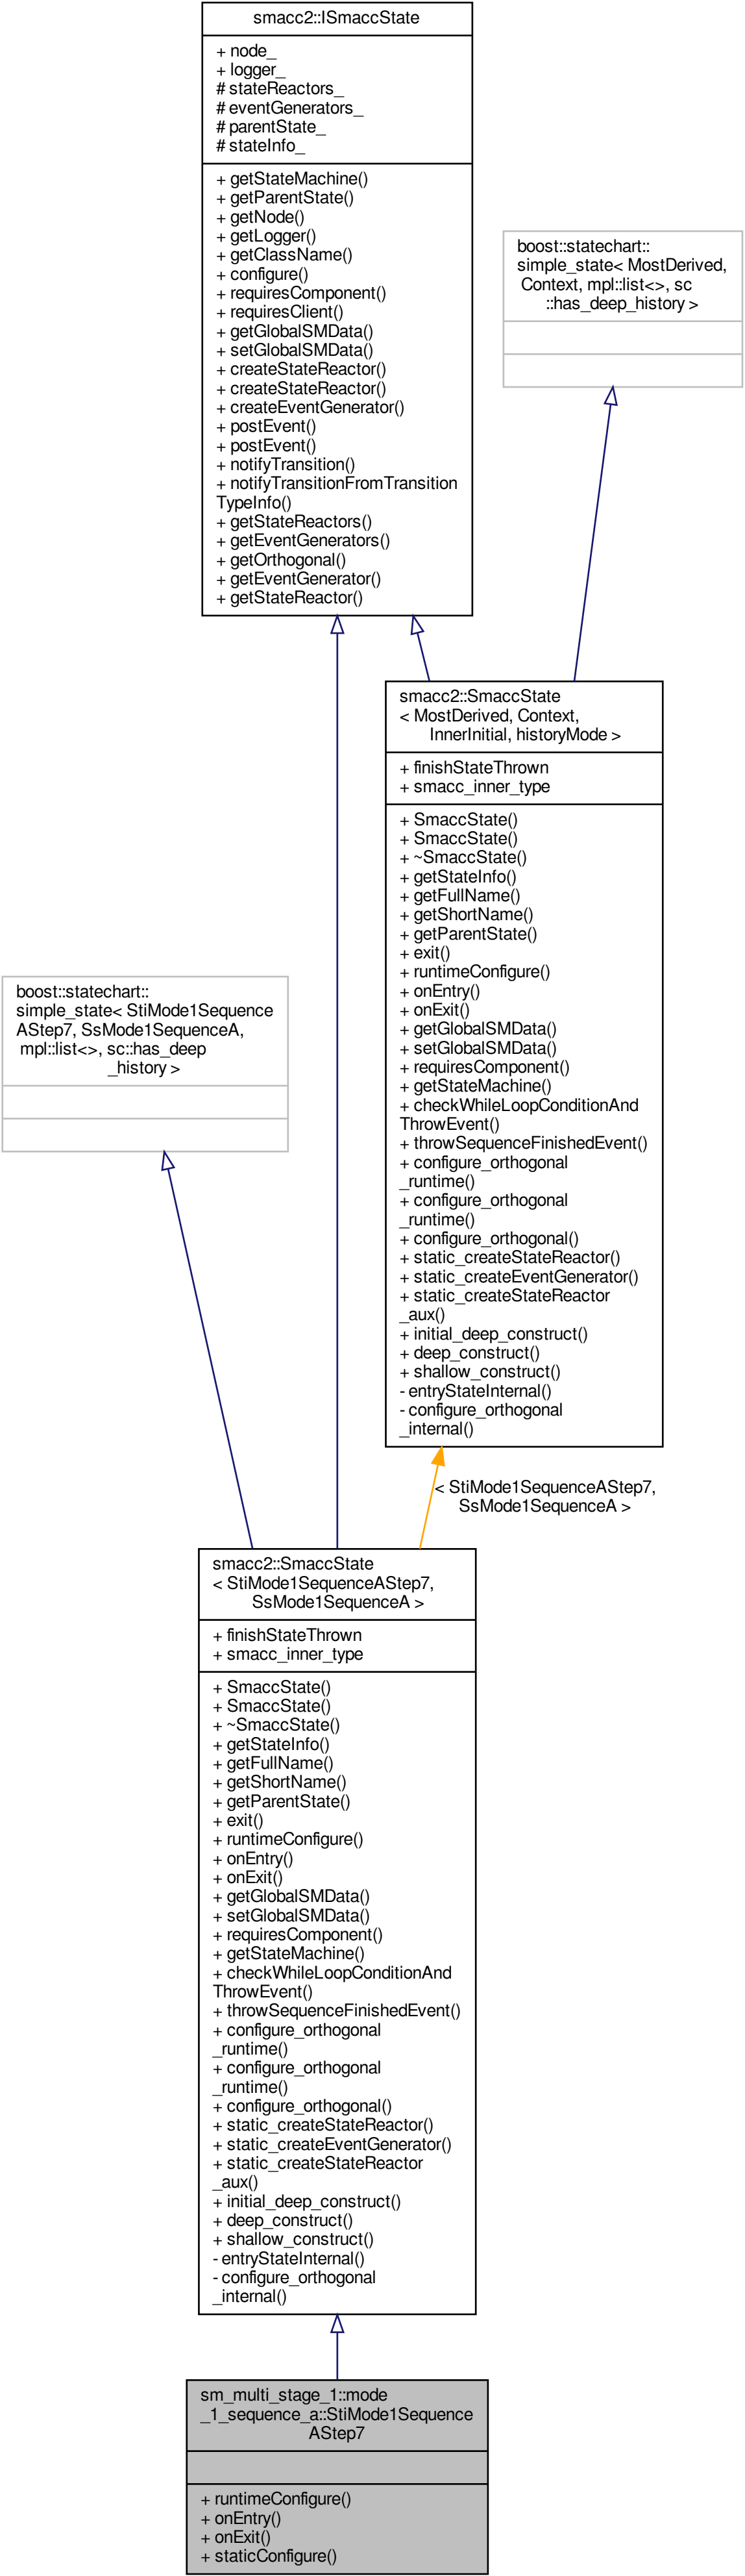 smacc2::ISmaccState
+ node_
+ logger_
# stateReactors_
# eventGenerators_
# parentState_
# stateInfo_
+ getStateMachine()
+ getParentState()
+ getNode()
+ getLogger()
+ getClassName()
+ configure()
+ requiresComponent()
+ requiresClient()
+ getGlobalSMData()
+ setGlobalSMData()
+ createStateReactor()
+ createStateReactor()
+ createEventGenerator()
+ postEvent()
+ postEvent()
+ notifyTransition()
+ notifyTransitionFromTransition
TypeInfo()
+ getStateReactors()
+ getEventGenerators()
+ getOrthogonal()
+ getEventGenerator()
+ getStateReactor()
boost::statechart::
simple_state< MostDerived,
Context, mpl::list<>, sc
::has_deep_history >
smacc2::SmaccState
< MostDerived, Context,
InnerInitial, historyMode >
+ finishStateThrown
+ smacc_inner_type
+ SmaccState()
+ SmaccState()
+ ~SmaccState()
+ getStateInfo()
+ getFullName()
+ getShortName()
+ getParentState()
+ exit()
+ runtimeConfigure()
+ onEntry()
+ onExit()
+ getGlobalSMData()
+ setGlobalSMData()
+ requiresComponent()
+ getStateMachine()
+ checkWhileLoopConditionAnd
ThrowEvent()
+ throwSequenceFinishedEvent()
+ configure_orthogonal
_runtime()
+ configure_orthogonal
_runtime()
+ configure_orthogonal()
+ static_createStateReactor()
+ static_createEventGenerator()
+ static_createStateReactor
_aux()
+ initial_deep_construct()
+ deep_construct()
+ shallow_construct()
- entryStateInternal()
- configure_orthogonal
_internal()
boost::statechart::
simple_state< StiMode1Sequence
AStep7, SsMode1SequenceA,
mpl::list<>, sc::has_deep
_history >
< StiMode1SequenceAStep7,
SsMode1SequenceA >
smacc2::SmaccState
< StiMode1SequenceAStep7,
SsMode1SequenceA >
+ finishStateThrown
+ smacc_inner_type
+ SmaccState()
+ SmaccState()
+ ~SmaccState()
+ getStateInfo()
+ getFullName()
+ getShortName()
+ getParentState()
+ exit()
+ runtimeConfigure()
+ onEntry()
+ onExit()
+ getGlobalSMData()
+ setGlobalSMData()
+ requiresComponent()
+ getStateMachine()
+ checkWhileLoopConditionAnd
ThrowEvent()
+ throwSequenceFinishedEvent()
+ configure_orthogonal
_runtime()
+ configure_orthogonal
_runtime()
+ configure_orthogonal()
+ static_createStateReactor()
+ static_createEventGenerator()
+ static_createStateReactor
_aux()
+ initial_deep_construct()
+ deep_construct()
+ shallow_construct()
- entryStateInternal()
- configure_orthogonal
_internal()
sm_multi_stage_1::mode
_1_sequence_a::StiMode1Sequence
AStep7
+ runtimeConfigure()
+ onEntry()
+ onExit()
+ staticConfigure()